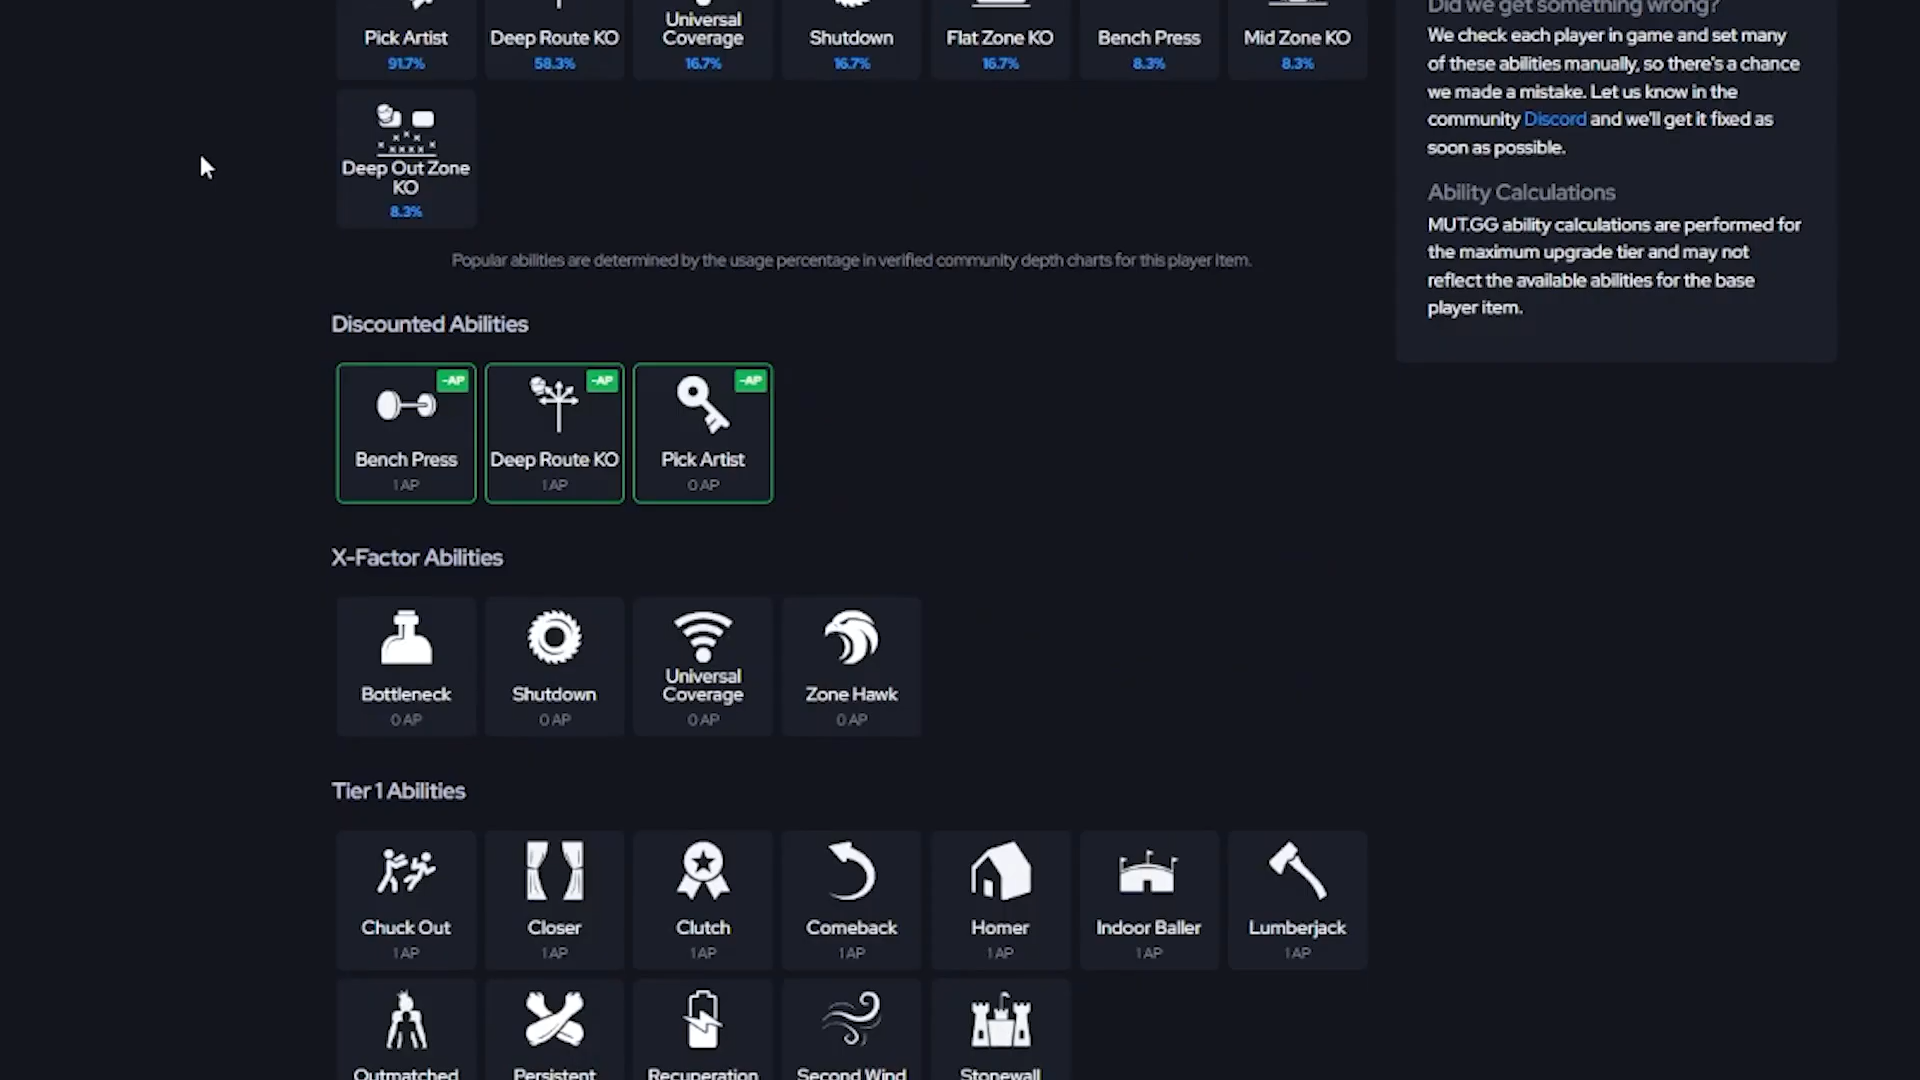 Did we get something wrong?
Pick Artist
91.7%
Deep Route KO
58.3%
Universal
Coverage
16.7%
Shutdown
16.7%
Flat Zone KO
16.7%
Bench Press
8.3%
Mid Zone KO
8.3%
Deep Out Zone
KO
8.3%
Popular abilities are determined by the usage percentage in verified community depth charts for this player item.
Discounted Abilities
-AP
Bench Press
1 AP
-AP
Deep Route KO
1 AP
-AP
Pick Artist
0 AP
X-Factor Abilities
Bottleneck
0 AP
Shutdown
0 AP
Universal
Coverage
0 AP
Zone Hawk
0 AP
Tier 1 Abilities
Chuck Out
1 AP
Closer
1 AP
Clutch
1 AP
Comeback
1 AP
Homer
1 AP
Indoor Baller
1 AP
Lumberjack
1 AP
Outmatched
Persistent
Recuperation
Second Wind
Stonewall
We check each player in game and set many
of these abilities manually, so there's a chance
we made a mistake. Let us know in the
community Discord and we'll get it fixed as
soon as possible.
Ability Calculations
MUT.GG ability calculations are performed for
the maximum upgrade tier and may not
reflect the available abilities for the base
player item.